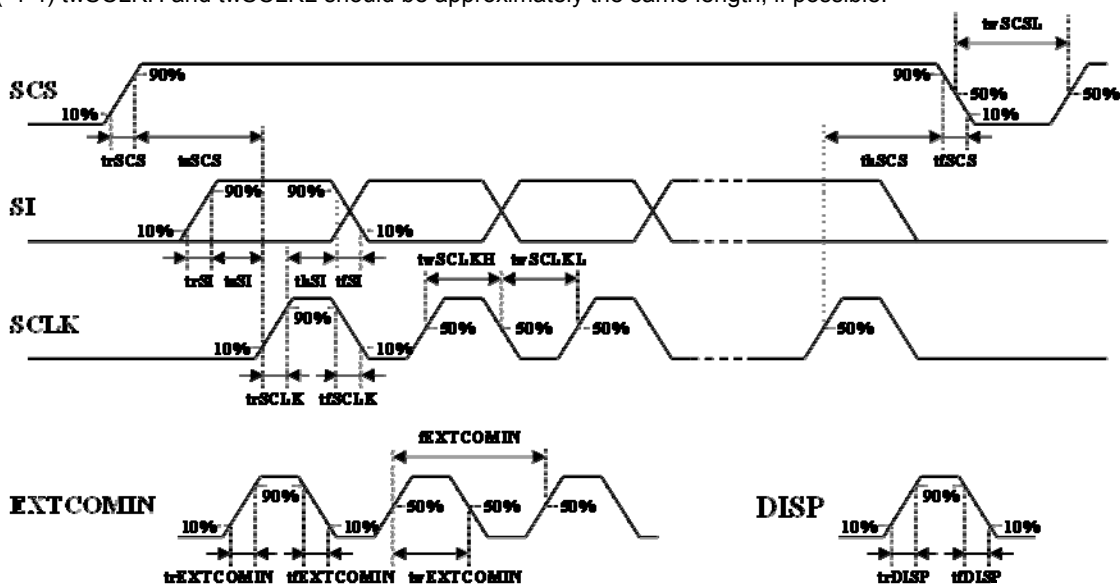 (*1-1) twSCLKH and twSCLKL should be approximately the same length, if possible.
twSCSL
SCS
90%
90%
50%
50%
10%
10%
trSCS
tsSCS
thSCS
tfSCS
SI
90%
90%
10%
10%
trSI
tsSI
thSI
tfSI
twSCLKH
twSCLKL
SCLK
90%
50%
50%
50%
50%
10%
10%
trSCLK
tfSCLK
fEXTCOMIN
EXTCOMIN
90%
50%
50%
50%
10%
10%
trEXTCOMIN
tfEXTCOMIN
twEXTCOMIN
DISP
90%
10%
10%
trDISP
tfDISP